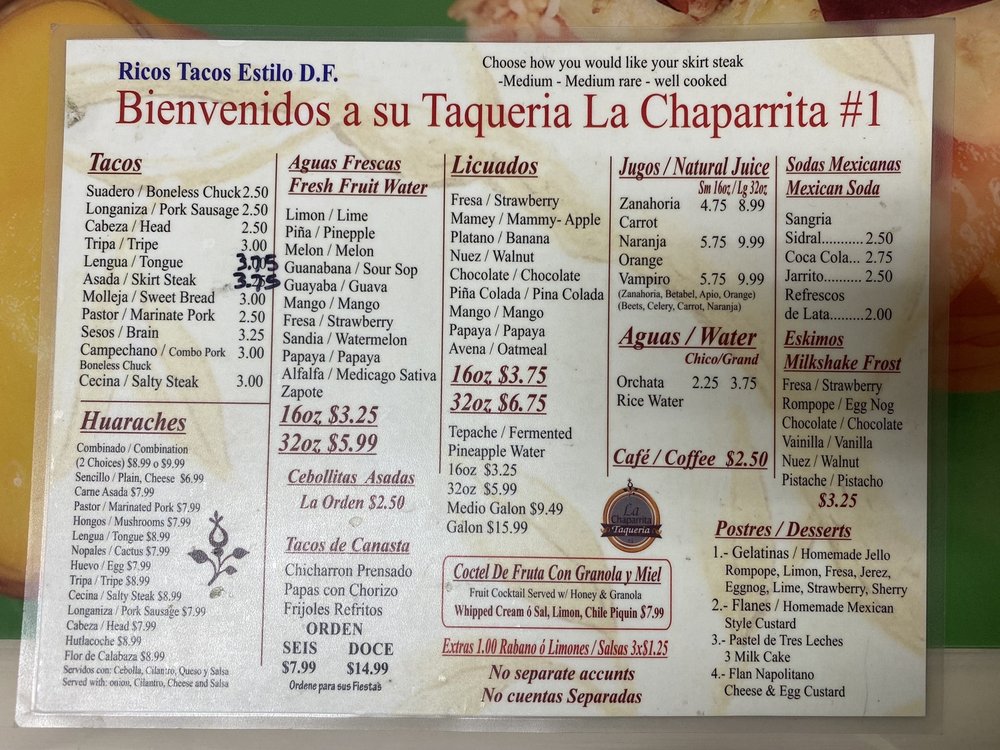 Ricos Tacos Estilo D.F.
Choose how you would like your skirt steak
-Medium - Medium rare - well cooked
Bienvenidos a su Taqueria La Chaparrita #1
Tacos
Suadero / Boneless Chuck 2.50
Longaniza / Pork Sausage 2.50
Cabeza / Head 2.50
Tripa / Tripe 3.00
Lengua / Tongue 3.75
Asada / Skirt Steak 3.75
Molleja / Sweet Bread 3.00
Pastor / Marinate Pork 2.50
Sesos / Brain 3.25
Campechano / Combo Pork 3.00
Boneless Chuck
Cecina / Salty Steak 3.00
Huaraches
Combinado / Combination
(2 Choices) $8.99 o $9.99
Sencillo / Plain, Cheese $6.99
Carne Asada $7.99
Pastor / Marinated Pork $7.99
Hongos / Mushrooms $7.99
Lengua / Tongue $8.99
Nopales / Cactus $7.99
Huevo / Egg $7.99
Tripa / Tripe $8.99
Cecina / Salty Steak $8.99
Longaniza / Pork Sausage $7.99
Cabeza / Head $7.99
Hutlacoche $8.99
Flor de Calabaza $8.99
Servidos con: Cebolla, Cilantro, Queso y Salsa
Served with: onion, Cilantro, Cheese and Salsa
Aguas Frescas
Fresh Fruit Water
Limon / Lime
Piña / Pinepple
Melon / Melon
Guanabana / Sour Sop
Guayaba / Guava
Mango / Mango
Fresa / Strawberry
Sandia / Watermelon
Papaya / Papaya
Alfalfa / Medicago Sativa
Zapote
16oz $3.25
32oz $5.99
Cebollitas Asadas
La Orden $2.50
Tacos de Canasta
Chicharron Prensado
Papas con Chorizo
Frijoles Refritos
ORDEN
SEIS DOCE
$7.99 $14.99
Ordene para sus Fiestas
Licuados
Fresa / Strawberry
Mamey / Mammy- Apple
Platano / Banana
Nuez / Walnut
Chocolate / Chocolate
Piña Colada / Pina Colada
Mango / Mango
Papaya / Papaya
Avena / Oatmeal
16oz $3.75
32oz $6.75
Tepache / Fermented
Pineapple Water
16oz $3.25
32oz $5.99
Medio Galon $9.49
Galon $15.99
Jugos / Natural Juice
Sm 16oz / Lg 32oz
Zanahoria 4.75 8.99
Carrot
Naranja 5.75 9.99
Orange
Vampiro 5.75 9.99
(Zanahoria, Betabel, Apio, Orange)
(Beets, Celery, Carrot, Naranja)
Aguas / Water
Chico/Grand
Orchata 2.25 3.75
Rice Water
Café / Coffee $2.50
La
Chaparrita
Taqueria
Sodas Mexicanas
Mexican Soda
Sangria
Sidral........... 2.50
Coca Cola... 2.75
Jarrito.......... 2.50
Refrescos
de Lata.........2.00
Eskimos
Milkshake Frost
Fresa / Strawberry
Rompope / Egg Nog
Chocolate / Chocolate
Vainilla / Vanilla
Nuez / Walnut
Pistache / Pistacho
$3.25
Coctel De Fruta Con Granola y Miel
Fruit Cocktail Served w/ Honey & Granola
Whipped Cream ó Sal, Limon, Chile Piquin $7.99
Extras 1.00 Rabano ó Limones / Salsas 3x$1.25
No separate accunts
No cuentas Separadas
Postres / Desserts
1.- Gelatinas / Homemade Jello
Rompope, Limon, Fresa, Jerez,
Eggnog, Lime, Strawberry, Sherry
2.- Flanes / Homemade Mexican
Style Custard
3.- Pastel de Tres Leches
3 Milk Cake
4.- Flan Napolitano
Cheese & Egg Custard